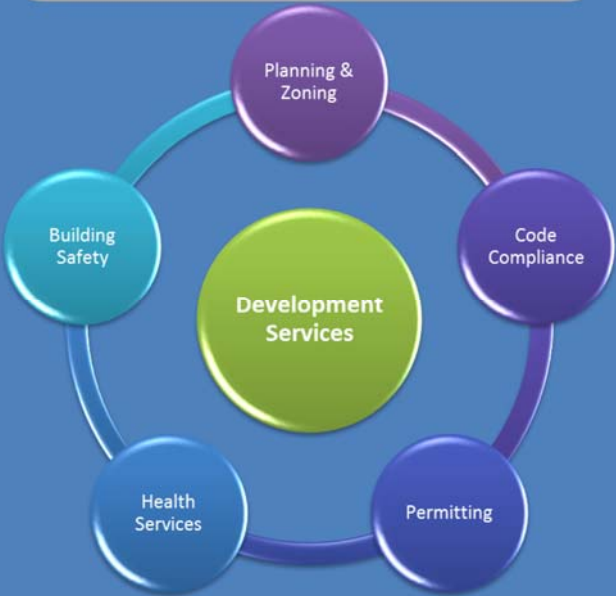 Planning &
Zoning
Building
Safety
Code
Compliance
Development
Services
Health
Services
Permitting